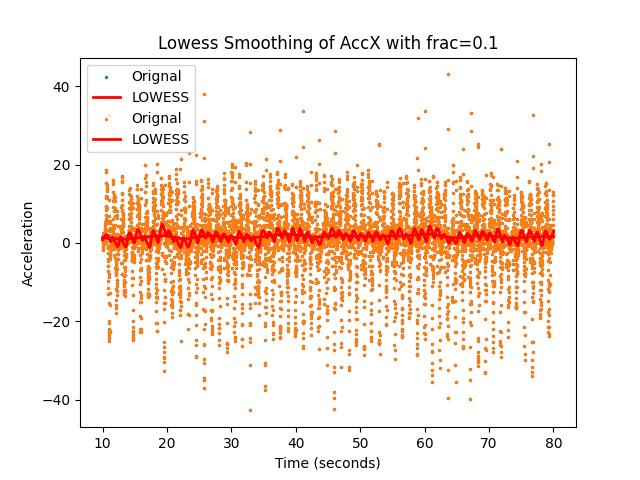 Lowess Smoothing of AccX with frac=0.1
Orignal
LOWESS
Orignal
LOWESS
40
20
0
−20
−40
Acceleration
10 20 30 40 50 60 70 80
Time (seconds)